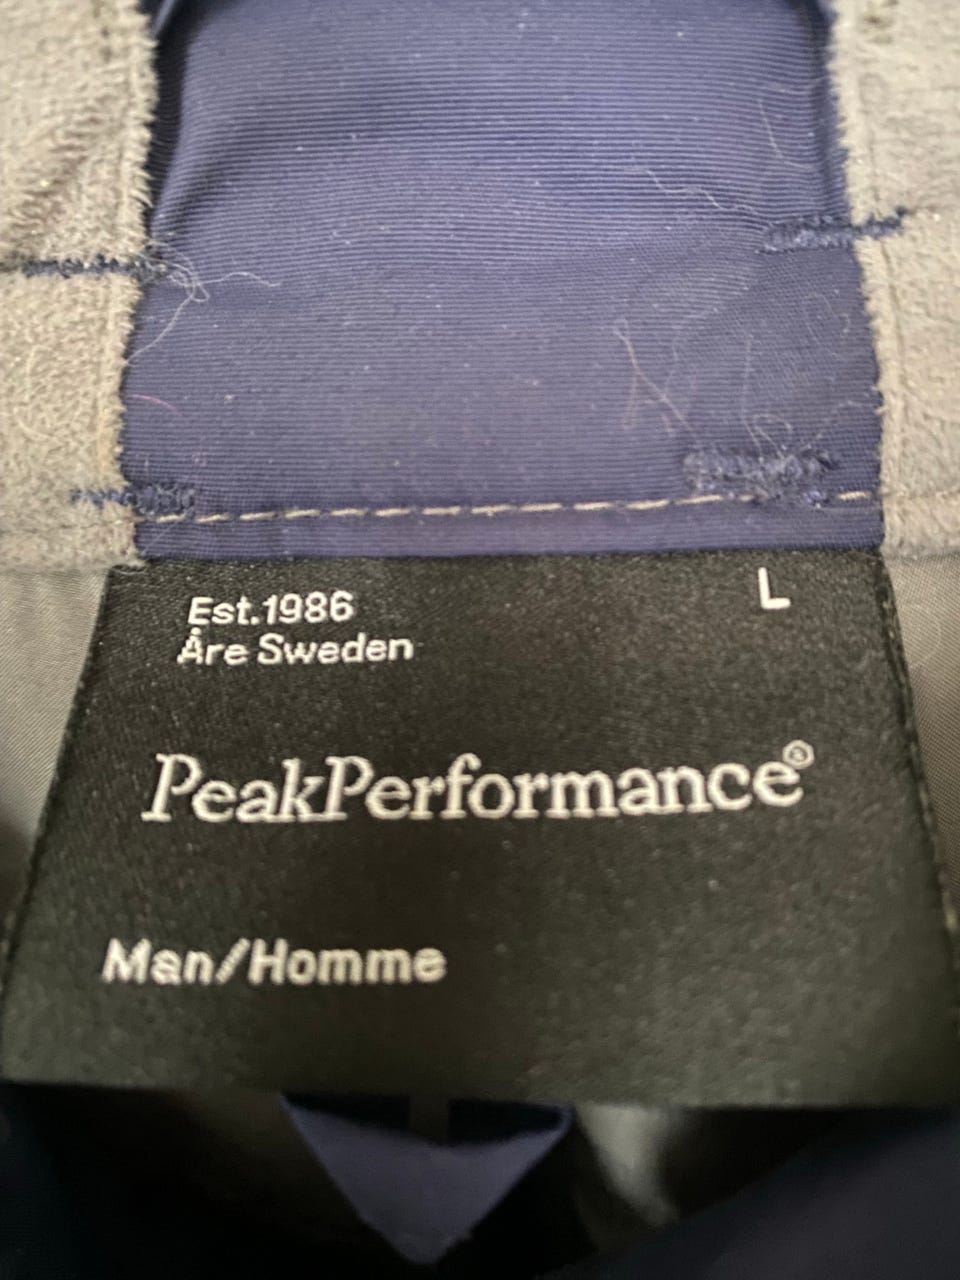 Est.1986
L
Åre Sweden
PeakPerformance®
Man/Homme